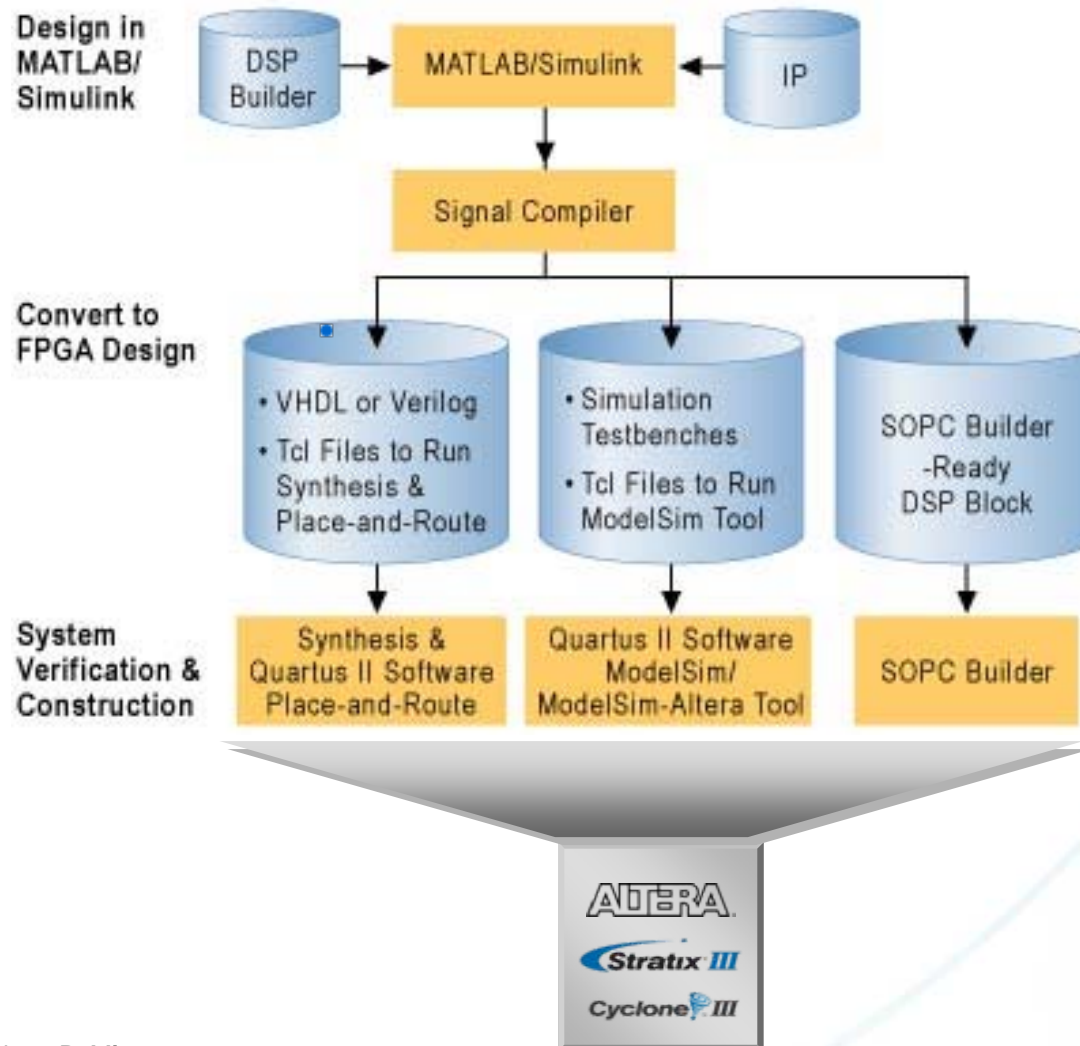 Design in
MATLAB/
Simulink
DSP
Builder
MATLAB/Simulink
IP
Signal Compiler
Convert to
FPGA Design
• VHDL or Verilog
• Tcl Files to Run
Synthesis &
Place-and-Route
• Simulation
Testbenches
• Tcl Files to Run
ModelSim Tool
SOPC Builder
-Ready
DSP Block
System
Verification &
Construction
Synthesis &
Quartus II Software
Place-and-Route
Quartus II Software
ModelSim/
ModelSim-Altera Tool
SOPC Builder
ALTERA.
Stratix III
Cyclone III